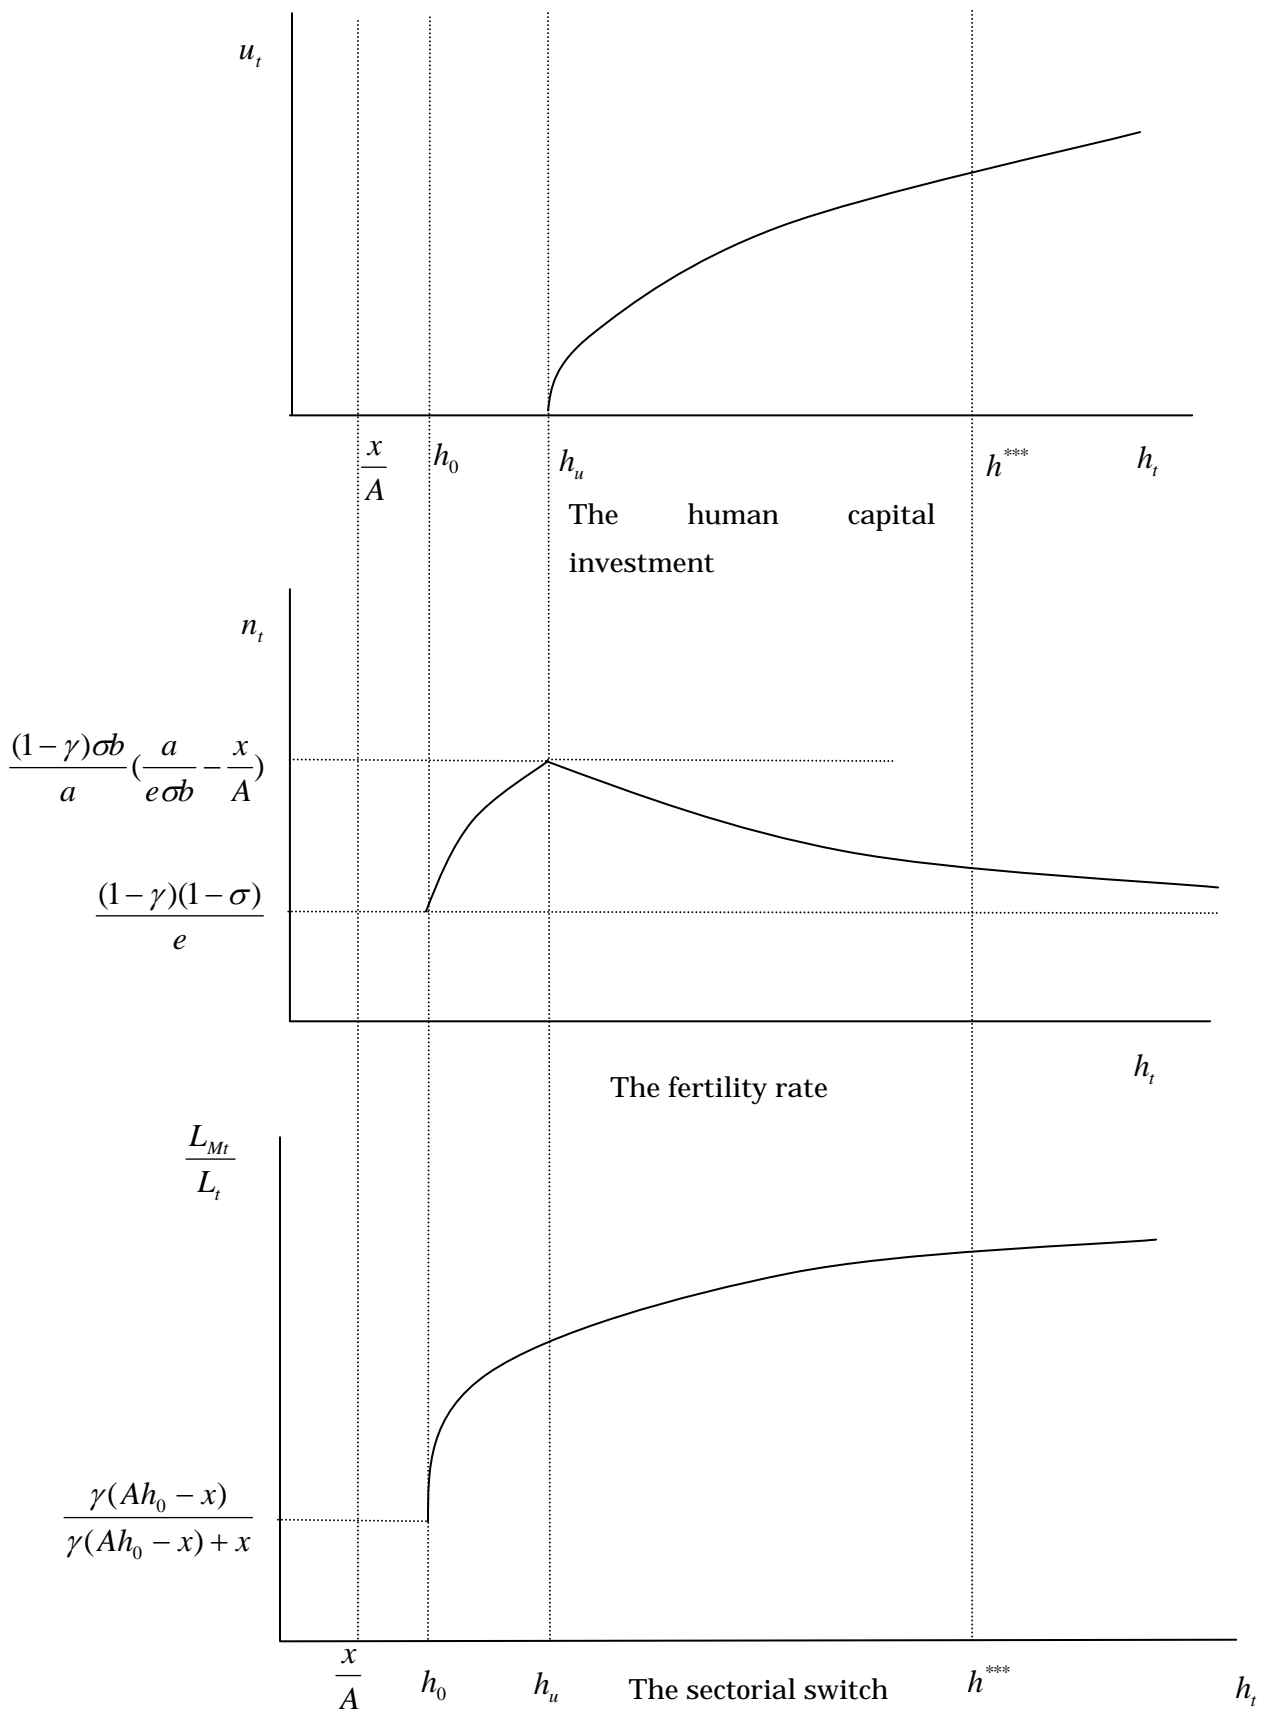 u_t
x/A h_0 h_u h^*** h_t
The human capital
investment
n_t
(1−γ)σb/a (a/eσb − x/A)
(1−γ)(1−σ)/e
h_t
The fertility rate
L_Mt/L_t
γ(Ah_0 − x)/γ(Ah_0 − x) + x
x/A h_0 h_u The sectorial switch h^*** h_t